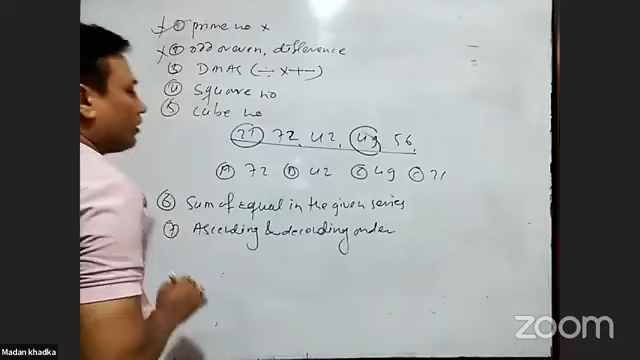 ① prime no x
② odd or even, difference
③ DMAS (÷ x + -)
④ square no
⑤ cube no
21 72, 42, 49 56,
Ⓐ 72 Ⓑ 42 Ⓒ 49 21
⑥ Sum of equal in the given series
⑦ Ascending & decending order
Madan khadka
zoom